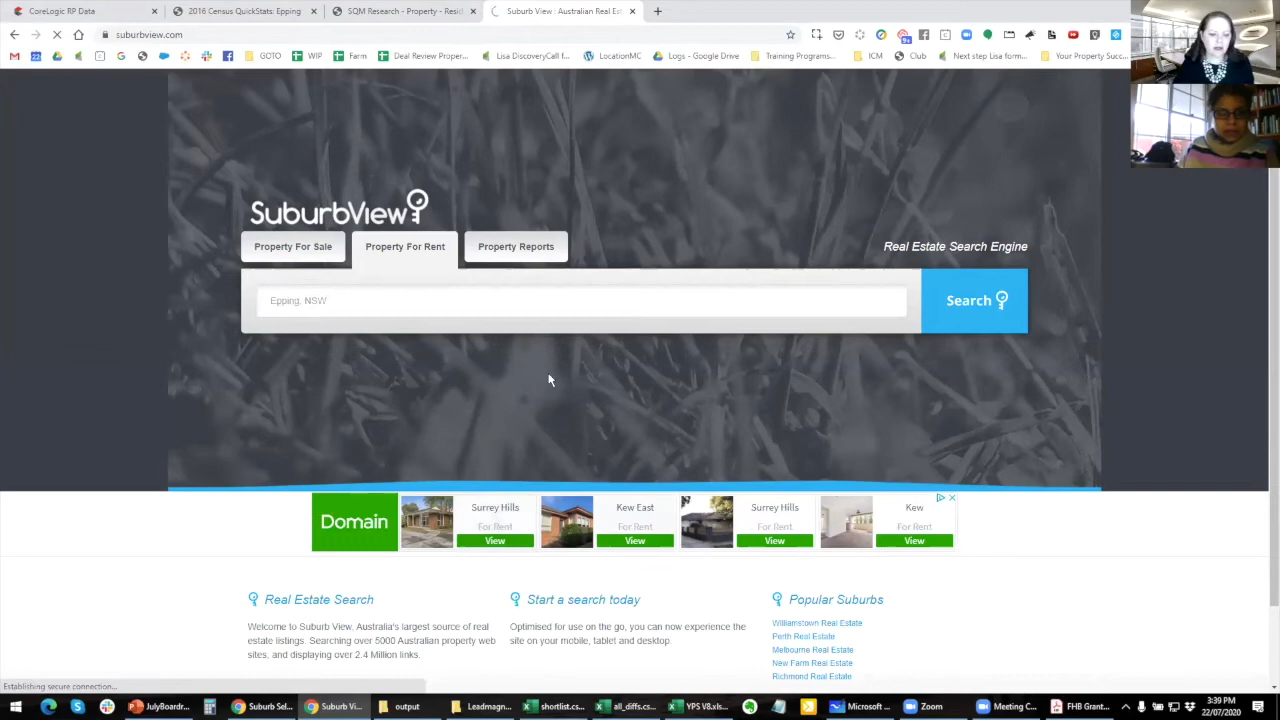 CoreLogic RP Data
2016 Census QuickStats: Epping
SQM Research - Property - Resid
Suburb View : Australian Real Est
suburbview.com
9+
GOTO
WIP
Farm
Deal Review Proper...
Lisa DiscoveryCall f...
LocationMC
Logs - Google Drive
Training Programs...
ICM
Club
Next step Lisa form...
Your Property Succ...
SuburbView
Property For Sale
Property For Rent
Property Reports
Real Estate Search Engine
Epping, NSW
Search
Domain
Surrey Hills
For Rent
View
Kew East
For Rent
View
Surrey Hills
For Rent
View
Kew
For Rent
View
Real Estate Search
Welcome to Suburb View, Australia's largest source of real
estate listings. Searching over 5000 Australian property web
sites, and displaying over 2.4 Million links.
Start a search today
Optimised for use on the go, you can now experience the
site on your mobile, tablet and desktop.
Popular Suburbs
Williamstown Real Estate
Perth Real Estate
Melbourne Real Estate
New Farm Real Estate
Richmond Real Estate
Establishing secure connection...
JulyBoardr...
Suburb Sel...
Suburb Vi...
output
Leadmagn...
shortlist.cs...
all_diffs.cs...
YPS V8.xls...
Microsoft ...
Zoom
Meeting C...
FHB Grant...
3:39 PM
22/07/2020